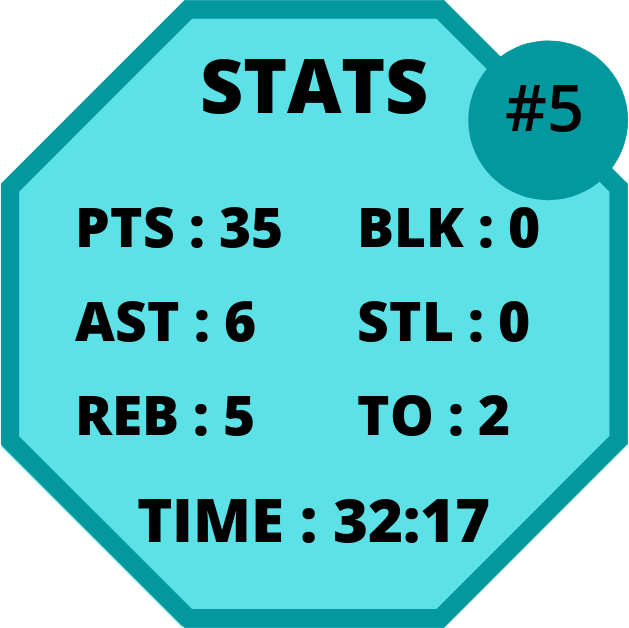 STATS
#5
PTS : 35
BLK : 0
AST : 6
STL : 0
REB : 5
TO : 2
TIME : 32:17